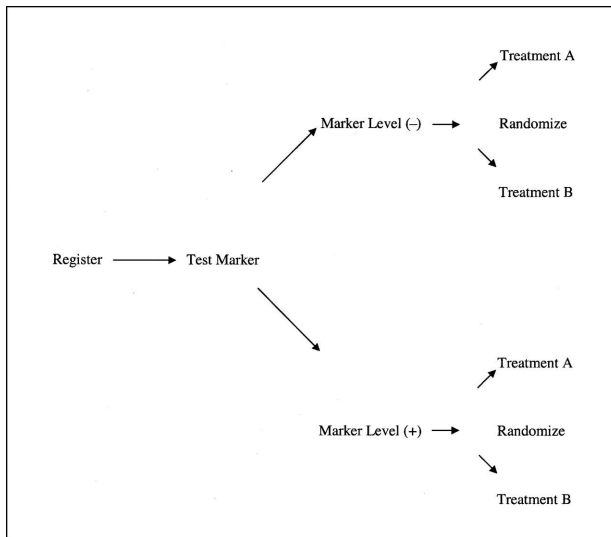 Treatment A
Marker Level (–)
Randomize
Treatment B
Register
Test Marker
Treatment A
Marker Level (+)
Randomize
Treatment B